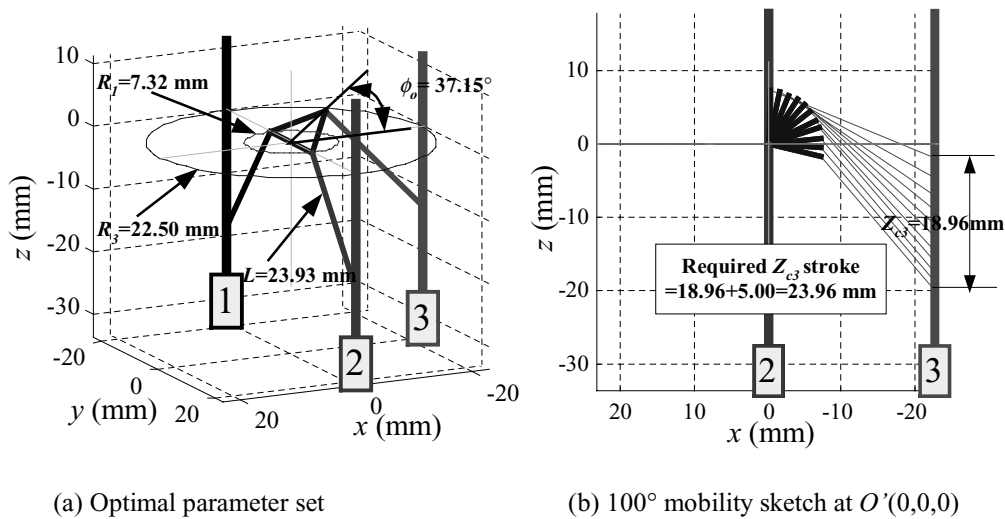 10
0
-10
-20
-30
z (mm)
R1=7.32 mm
ϕo= 37.15°
R3=22.50mm
L=23.93 mm
1
2
3
-20
0
20
y (mm)
20
0
-20
x (mm)
(a) Optimal parameter set
10
0
-10
-20
-30
Zc3=18.96mm
Required Zc3 stroke
=18.96+5.00=23.96 mm
2
3
20
10
0
-10
-20
x (mm)
(b) 100° mobility sketch at O'(0,0,0)